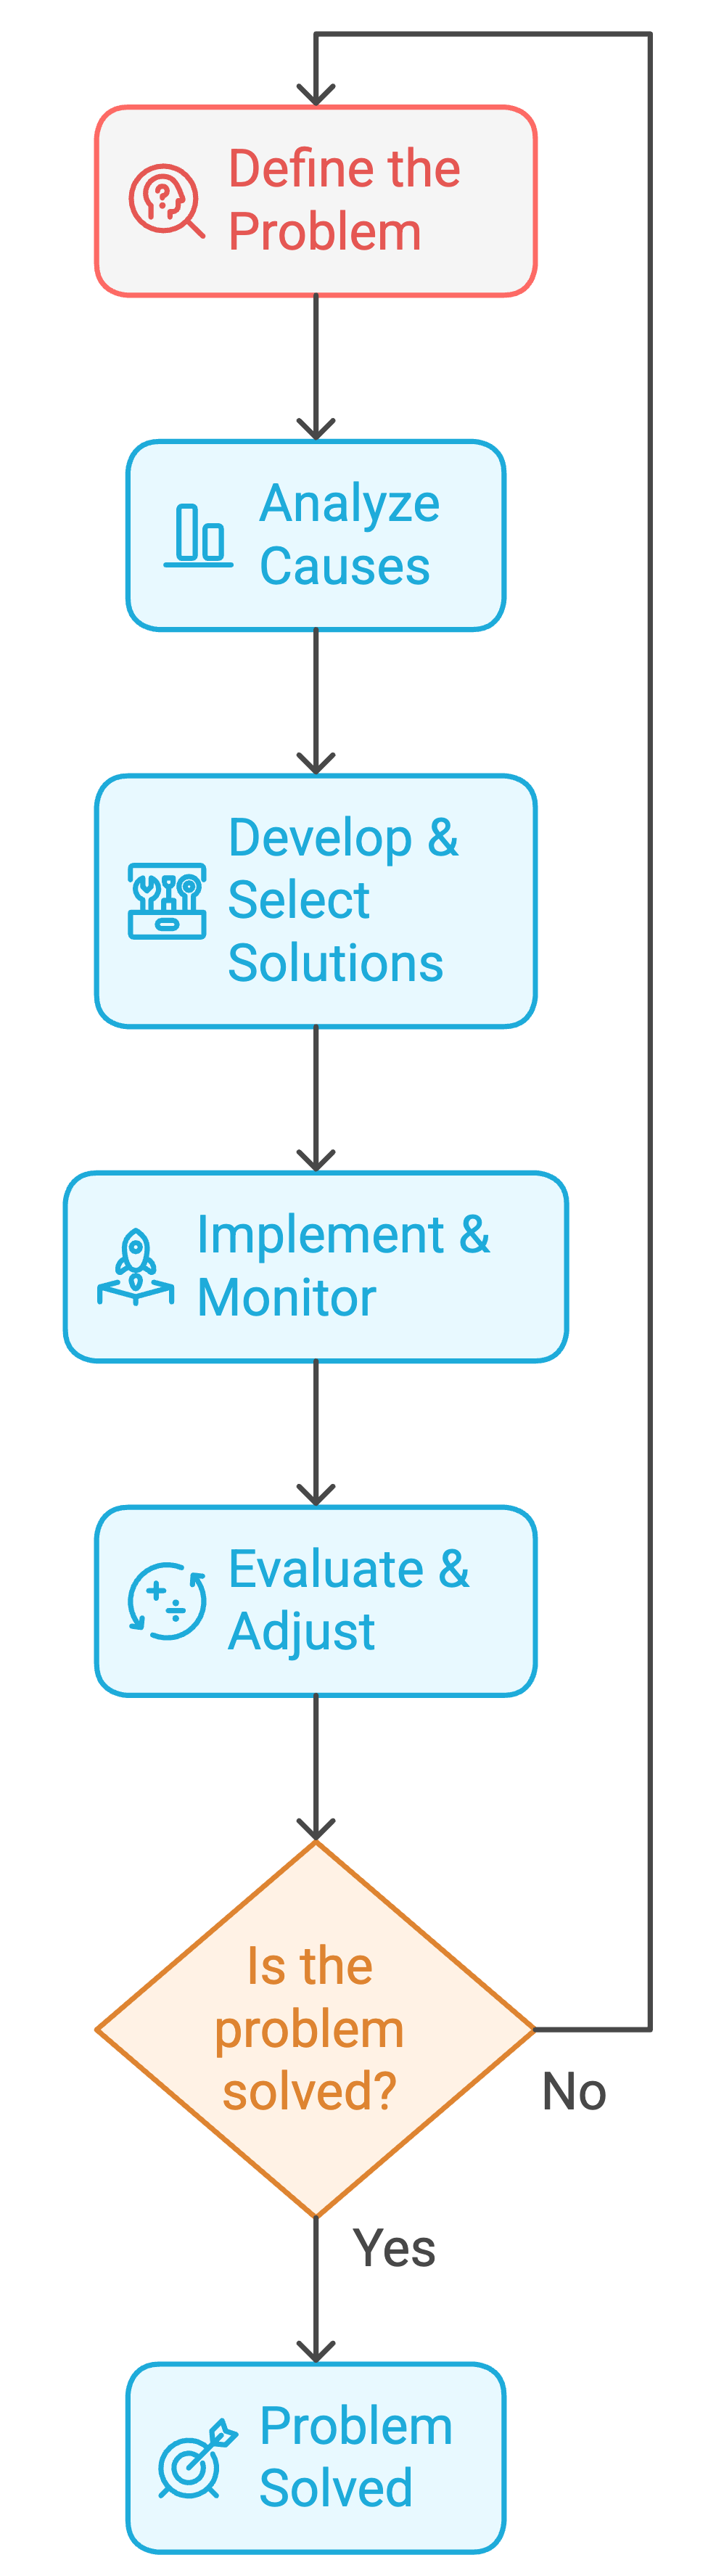 Define the
Problem
Analyze
Causes
Develop &
Select
Solutions
Implement &
Monitor
Evaluate &
Adjust
Is the
problem
solved?
No
Yes
Problem
Solved